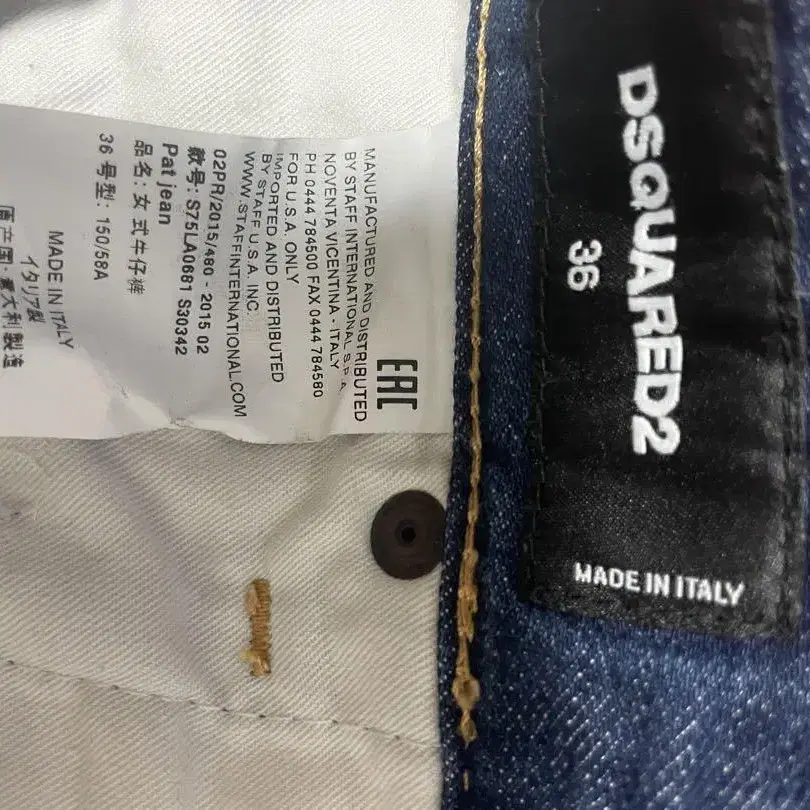 EAC
MANUFACTURED AND DISTRIBUTED
BY STAFF INTERNATIONAL S.P.A.
NOVENTA VICENTINA - ITALY
PH 0444 784500 FAX 0444 784580
FOR U.S.A. ONLY
IMPORTED AND DISTRIBUTED
BY STAFF U.S.A. INC.
WWW.STAFFINTERNATIONAL.COM
02PR/2015/480 - 2015 02
款号: S75LA0681 S30342
Pat jean
品名: 女式牛仔裤
36 号型: 150/58A
MADE IN ITALY
イタリア製
原产国: 意大利製造
DSQUARED2
36
MADE IN ITALY